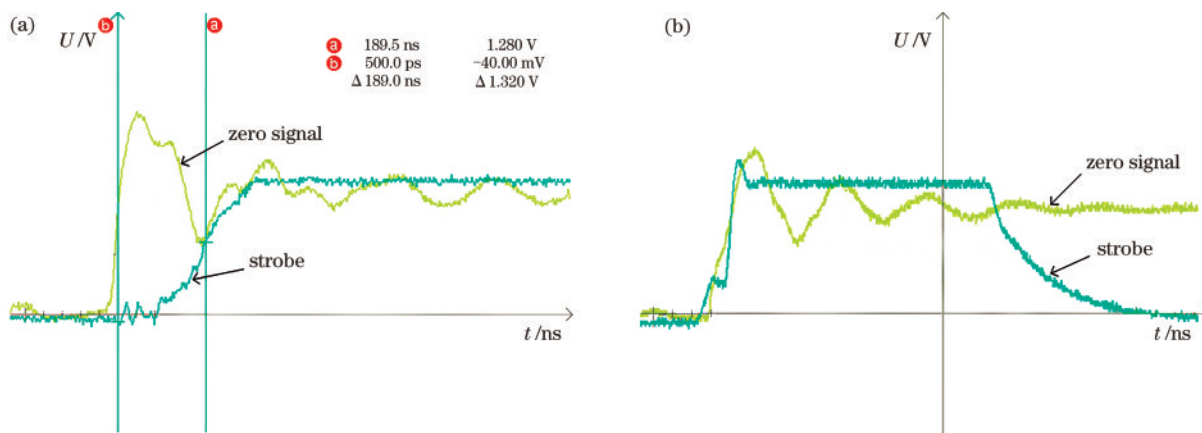 (a)
U /V
b
a
a 189.5 ns 1.280 V
b 500.0 ps −40.00 mV
Δ 189.0 ns Δ 1.320 V
zero signal
strobe
t /ns
(b)
U /V
zero signal
strobe
t /ns